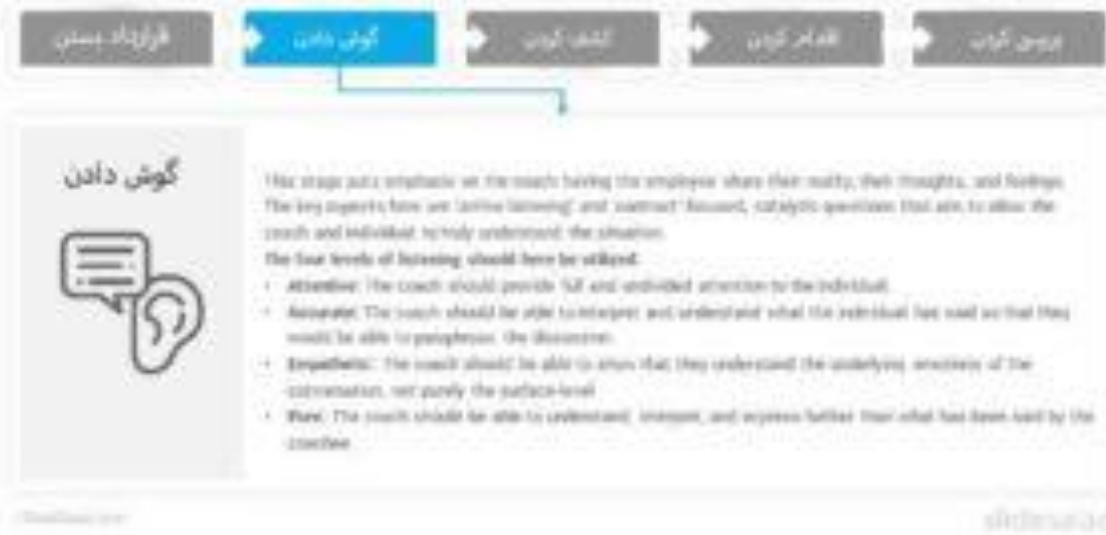 قرارداد بستن
گوش دادن
کشف کردن
اقدام کردن
بررسی کردن
گوش دادن
This stage puts emphasis on the coach having the employee share their reality, their thoughts, and feelings.
The key aspects here are 'active listening' and contract focused, catalytic questions that aim to allow the
coach and individual to truly understand the situation.
The four levels of listening should here be utilized
• Attentive: The coach should provide full and undivided attention to the individual.
• Accurate: The coach should be able to interpret and understand what the individual has said so that they
would be able to paraphrase the discussion.
• Empathetic: The coach should be able to show that they understand the underlying emotions of the
conversation, not purely the surface-level
• Pure: The coach should be able to understand, interpret, and express further than what has been said by the
coachee